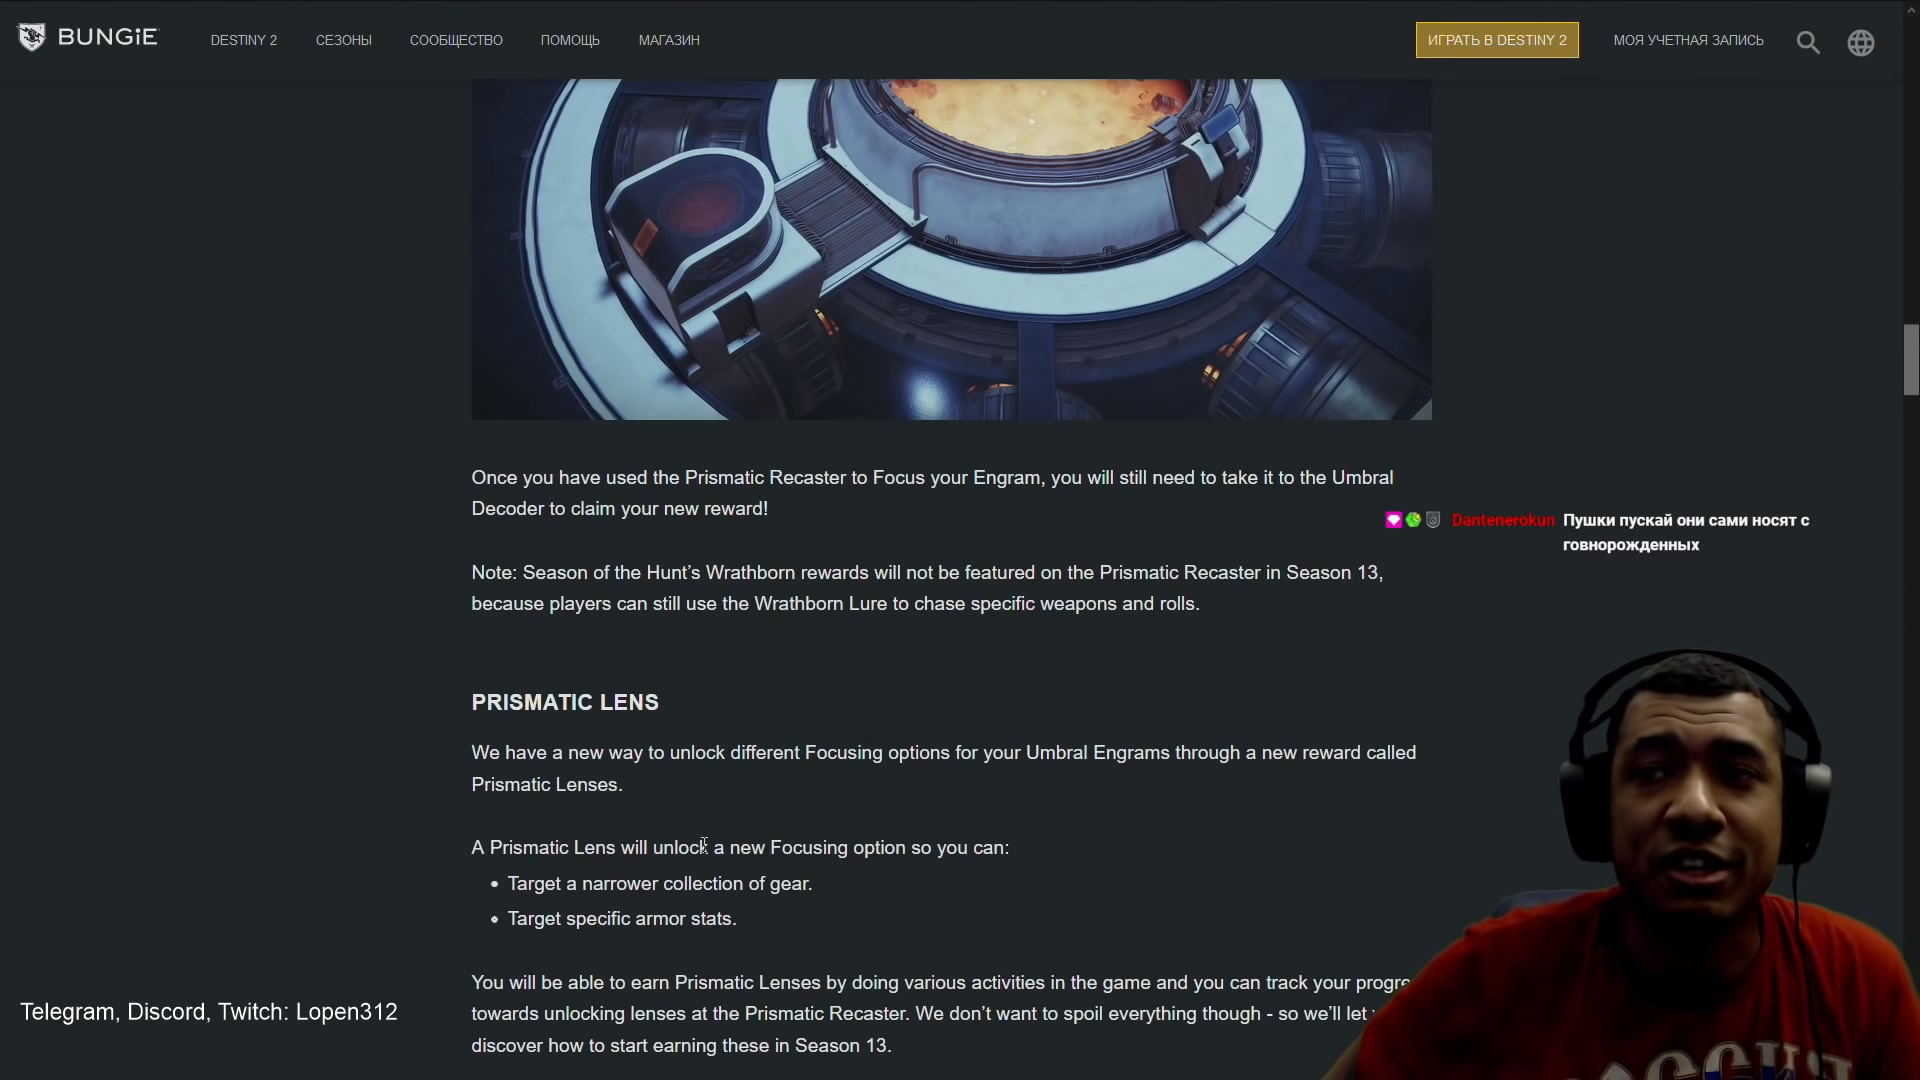 BUNGiE
DESTINY 2
СЕЗОНЫ
СООБЩЕСТВО
ПОМОЩЬ
МАГАЗИН
ИГРАТЬ В DESTINY 2
МОЯ УЧЕТНАЯ ЗАПИСЬ
Once you have used the Prismatic Recaster to Focus your Engram, you will still need to take it to the Umbral
Decoder to claim your new reward!
Dantenerokun Пушки пускай они сами носят с
говнорожденных
Note: Season of the Hunt’s Wrathborn rewards will not be featured on the Prismatic Recaster in Season 13,
because players can still use the Wrathborn Lure to chase specific weapons and rolls.
PRISMATIC LENS
We have a new way to unlock different Focusing options for your Umbral Engrams through a new reward called
Prismatic Lenses.
A Prismatic Lens will unlock a new Focusing option so you can:
• Target a narrower collection of gear.
• Target specific armor stats.
You will be able to earn Prismatic Lenses by doing various activities in the game and you can track your progre
towards unlocking lenses at the Prismatic Recaster. We don’t want to spoil everything though - so we’ll let
discover how to start earning these in Season 13.
Telegram, Discord, Twitch: Lopen312